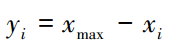 y_i = x_max − x_i